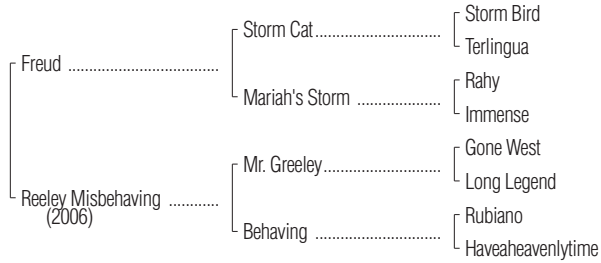 Storm Bird
Storm Cat..............................
Terlingua
Freud ....................................
Rahy
Mariah's Storm ....................
Immense
Gone West
Mr. Greeley............................
Long Legend
Reeley Misbehaving ............
(2006)
Rubiano
Behaving ..............................
Haveaheavenlytime